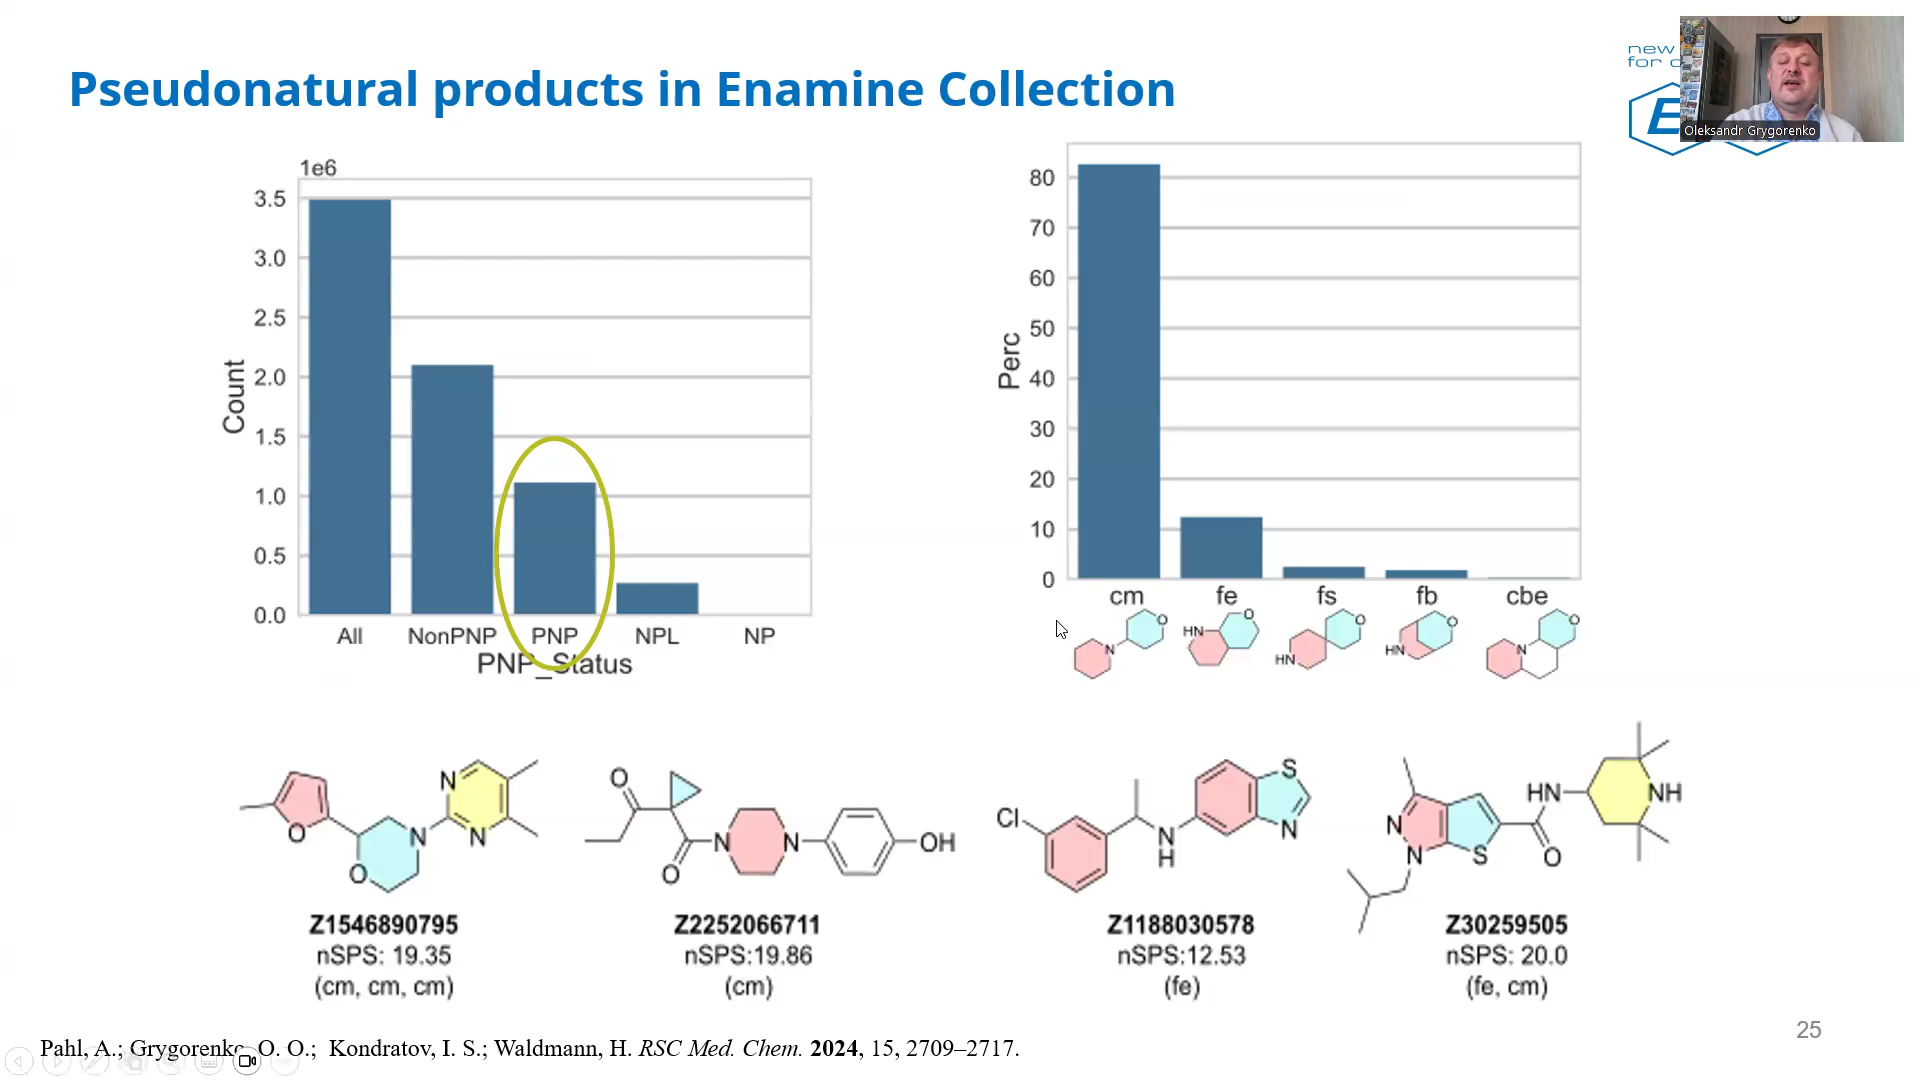 Pseudonatural products in Enamine Collection
new
for
E
Oleksandr Grygorenko
1e6
3.5
3.0
2.5
2.0
1.5
1.0
0.5
0.0
Count
All NonPNP PNP NPL NP
PNP_Status
80
70
60
50
40
30
20
10
0
Perc
cm fe fs fb cbe
N O HN O HN O HN O N O
O O N N N
O O N N OH
Cl N H S N
N N S O HN NH
Z1546890795
nSPS: 19.35
(cm, cm, cm)
Z2252066711
nSPS:19.86
(cm)
Z1188030578
nSPS:12.53
(fe)
Z30259505
nSPS: 20.0
(fe, cm)
25
Pahl, A.; Grygorenko, O. O.; Kondratov, I. S.; Waldmann, H. RSC Med. Chem. 2024, 15, 2709–2717.